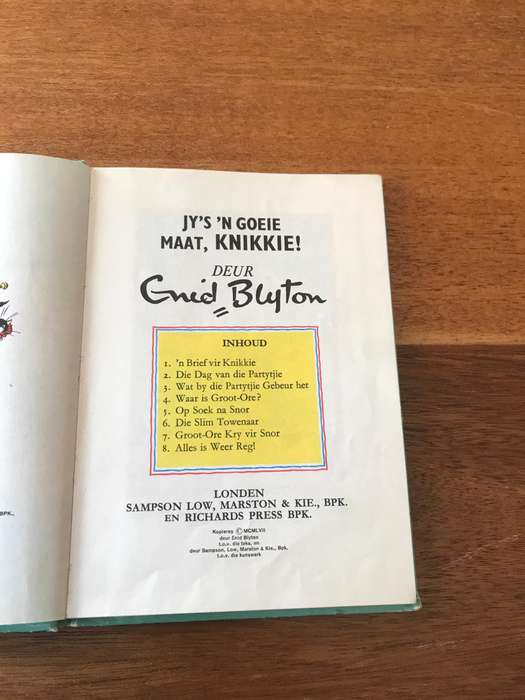 JY'S 'N GOEIE
MAAT, KNIKKIE!
DEUR
Enid Blyton
INHOUD
1. 'n Brief vir Knikkie
2. Die Dag van die Partytjie
3. Wat by die Partytjie Gebeur het
4. Waar is Groot-Ore?
5. Op Soek na Snor
6. Die Slim Towenaar
7. Groot-Ore Kry vir Snor
8. Alles is Weer Reg!
LONDEN
SAMPSON LOW, MARSTON & KIE., BPK.
EN RICHARDS PRESS BPK.
Kopiereg © MCMLVII
deur Enid Blyton
t.o.v. die teks, en
deur Sampson, Low, Marston & Kie., Bpk.
t.o.v. die kunswerk
BPK.